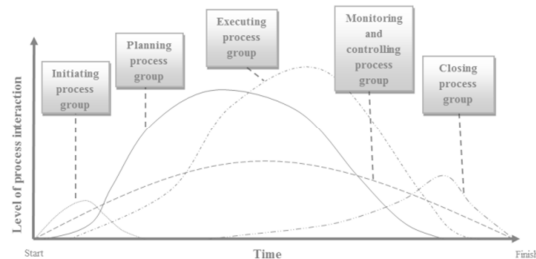 Executing
process
group
Monitoring
and
controlling
process
group
Planning
process
group
Initiating
process
group
Closing
process
group
Level of process interaction
Start
Time
Finish